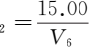 ₂ = 15.00 / V₆